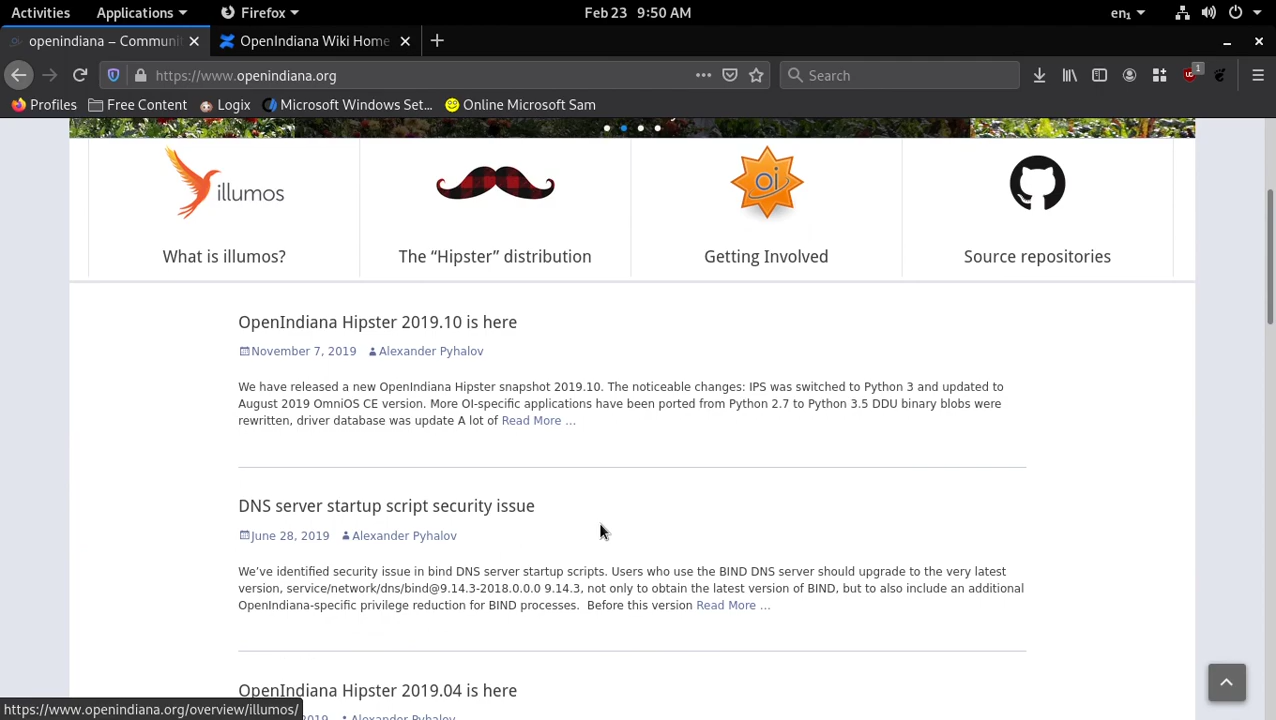 Activities Applications Firefox Feb 23 9:50 AM en₁
openindiana – Communi OpenIndiana Wiki Home
https://www.openindiana.org Search 1
Profiles Free Content Logix Microsoft Windows Set... Online Microsoft Sam
illumos oi
What is illumos? The “Hipster” distribution Getting Involved Source repositories
OpenIndiana Hipster 2019.10 is here
November 7, 2019 Alexander Pyhalov
We have released a new OpenIndiana Hipster snapshot 2019.10. The noticeable changes: IPS was switched to Python 3 and updated to
August 2019 OmniOS CE version. More OI-specific applications have been ported from Python 2.7 to Python 3.5 DDU binary blobs were
rewritten, driver database was update A lot of Read More ...
DNS server startup script security issue
June 28, 2019 Alexander Pyhalov
We’ve identified security issue in bind DNS server startup scripts. Users who use the BIND DNS server should upgrade to the very latest
version, service/network/dns/bind@9.14.3-2018.0.0.0 9.14.3, not only to obtain the latest version of BIND, but to also include an additional
OpenIndiana-specific privilege reduction for BIND processes. Before this version Read More ...
OpenIndiana Hipster 2019.04 is here
2019 Alexander Pyhalov
https://www.openindiana.org/overview/illumos/